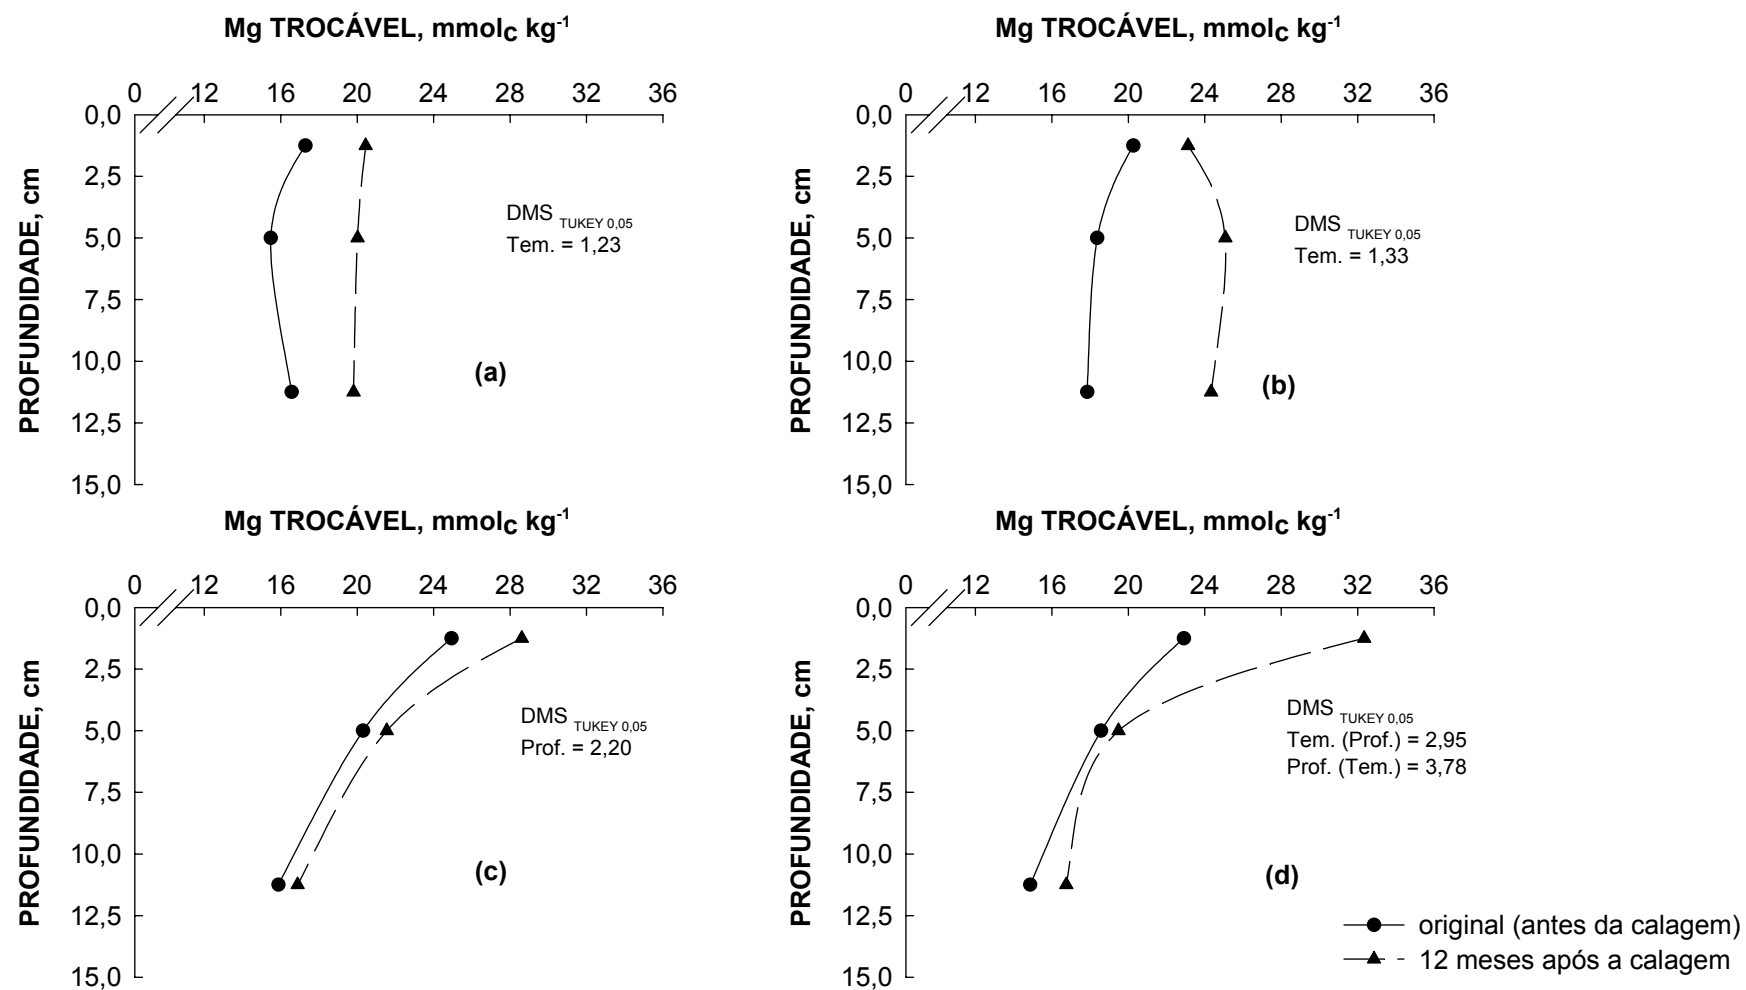 Mg TROCÁVEL, mmolc kg-1
0 12 16 20 24 28 32 36
0,0
2,5
5,0
7,5
10,0
12,5
15,0
PROFUNDIDADE, cm
DMS TUKEY 0,05
Tem. = 1,23
(a)
Mg TROCÁVEL, mmolc kg-1
0 12 16 20 24 28 32 36
0,0
2,5
5,0
7,5
10,0
12,5
15,0
PROFUNDIDADE, cm
DMS TUKEY 0,05
Tem. = 1,33
(b)
Mg TROCÁVEL, mmolc kg-1
0 12 16 20 24 28 32 36
0,0
2,5
5,0
7,5
10,0
12,5
15,0
PROFUNDIDADE, cm
DMS TUKEY 0,05
Prof. = 2,20
(c)
Mg TROCÁVEL, mmolc kg-1
0 12 16 20 24 28 32 36
0,0
2,5
5,0
7,5
10,0
12,5
15,0
PROFUNDIDADE, cm
DMS TUKEY 0,05
Tem. (Prof.) = 2,95
Prof. (Tem.) = 3,78
(d)
original (antes da calagem)
12 meses após a calagem